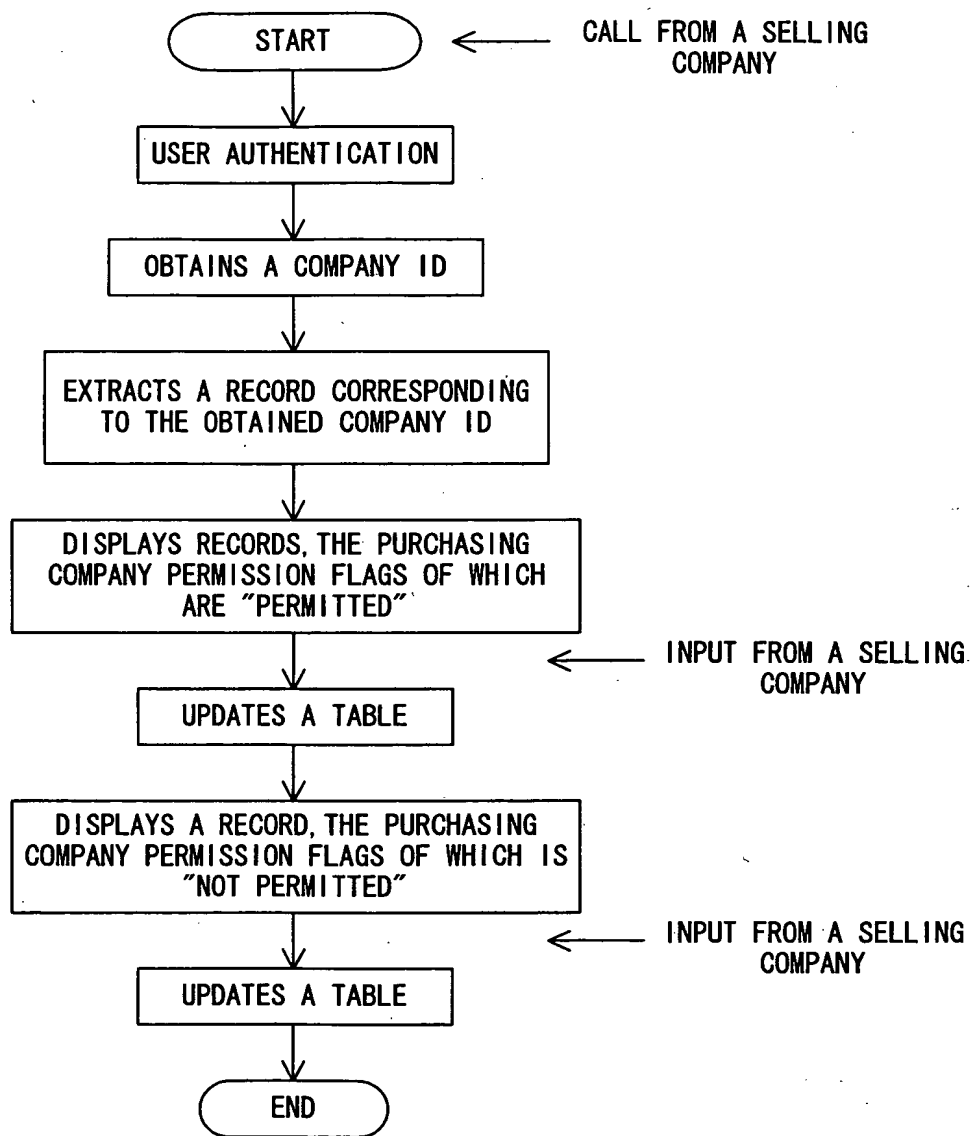 START
CALL FROM A SELLING
COMPANY
USER AUTHENTICATION
OBTAINS A COMPANY ID
EXTRACTS A RECORD CORRESPONDING
TO THE OBTAINED COMPANY ID
DISPLAYS RECORDS, THE PURCHASING
COMPANY PERMISSION FLAGS OF WHICH
ARE "PERMITTED"
INPUT FROM A SELLING
COMPANY
UPDATES A TABLE
DISPLAYS A RECORD, THE PURCHASING
COMPANY PERMISSION FLAGS OF WHICH IS
"NOT PERMITTED"
INPUT FROM A SELLING
COMPANY
UPDATES A TABLE
END